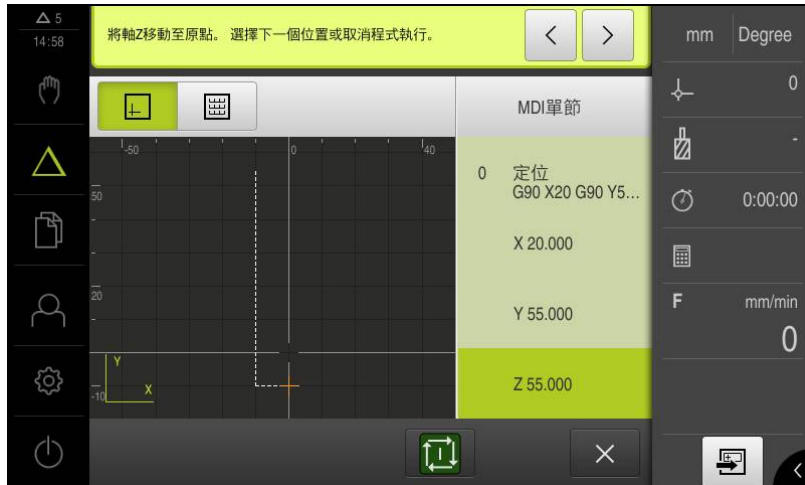 △ 5
14:58
將軸Z移動至原點。 選擇下一個位置或取消程式執行。
mm Degree
0
-
0:00:00
F mm/min
0
MDI單節
0 定位
G90 X20 G90 Y5...
X 20.000
Y 55.000
Z 55.000
-50 0 40
50
20
-10
Y
X